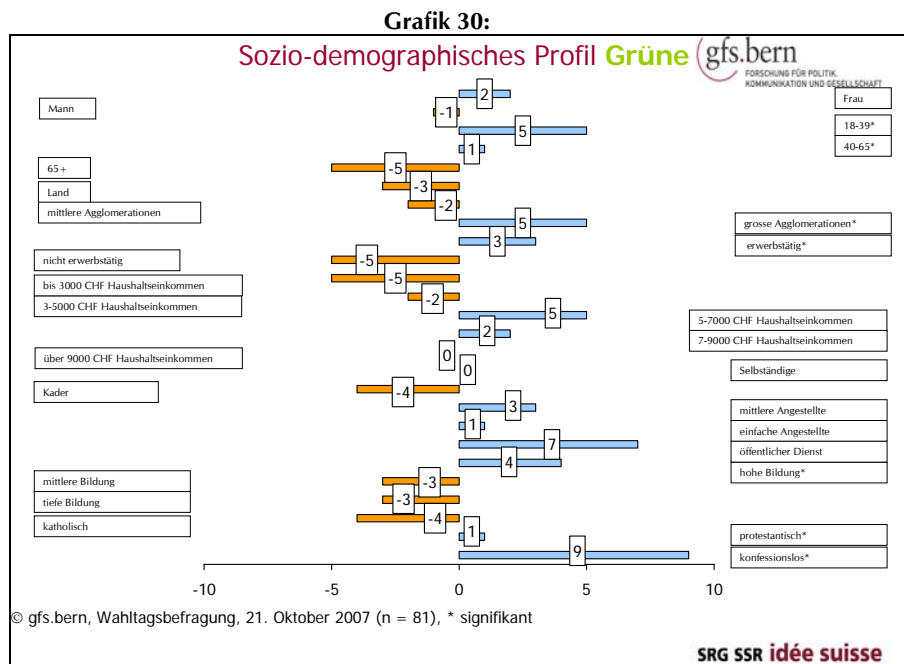 Grafik 30:
Sozio-demographisches Profil Grüne
gfs.bern
FORSCHUNG FÜR POLITIK,
KOMMUNIKATION UND GESELLSCHAFT
2
Frau
Mann
-1
5
18-39*
1
40-65*
65+
-5
Land
-3
mittlere Agglomerationen
-2
5
grosse Agglomerationen*
3
erwerbstätig*
nicht erwerbstätig
-5
bis 3000 CHF Haushaltseinkommen
-5
3-5000 CHF Haushaltseinkommen
-2
5
5-7000 CHF Haushaltseinkommen
2
7-9000 CHF Haushaltseinkommen
über 9000 CHF Haushaltseinkommen
0
0
Selbständige
Kader
-4
3
mittlere Angestellte
1
einfache Angestellte
7
öffentlicher Dienst
4
hohe Bildung*
mittlere Bildung
-3
tiefe Bildung
-3
katholisch
-4
1
protestantisch*
9
konfessionslos*
-10 -5 0 5 10
© gfs.bern, Wahltagsbefragung, 21. Oktober 2007 (n = 81), * signifikant
SRG SSR idée suisse